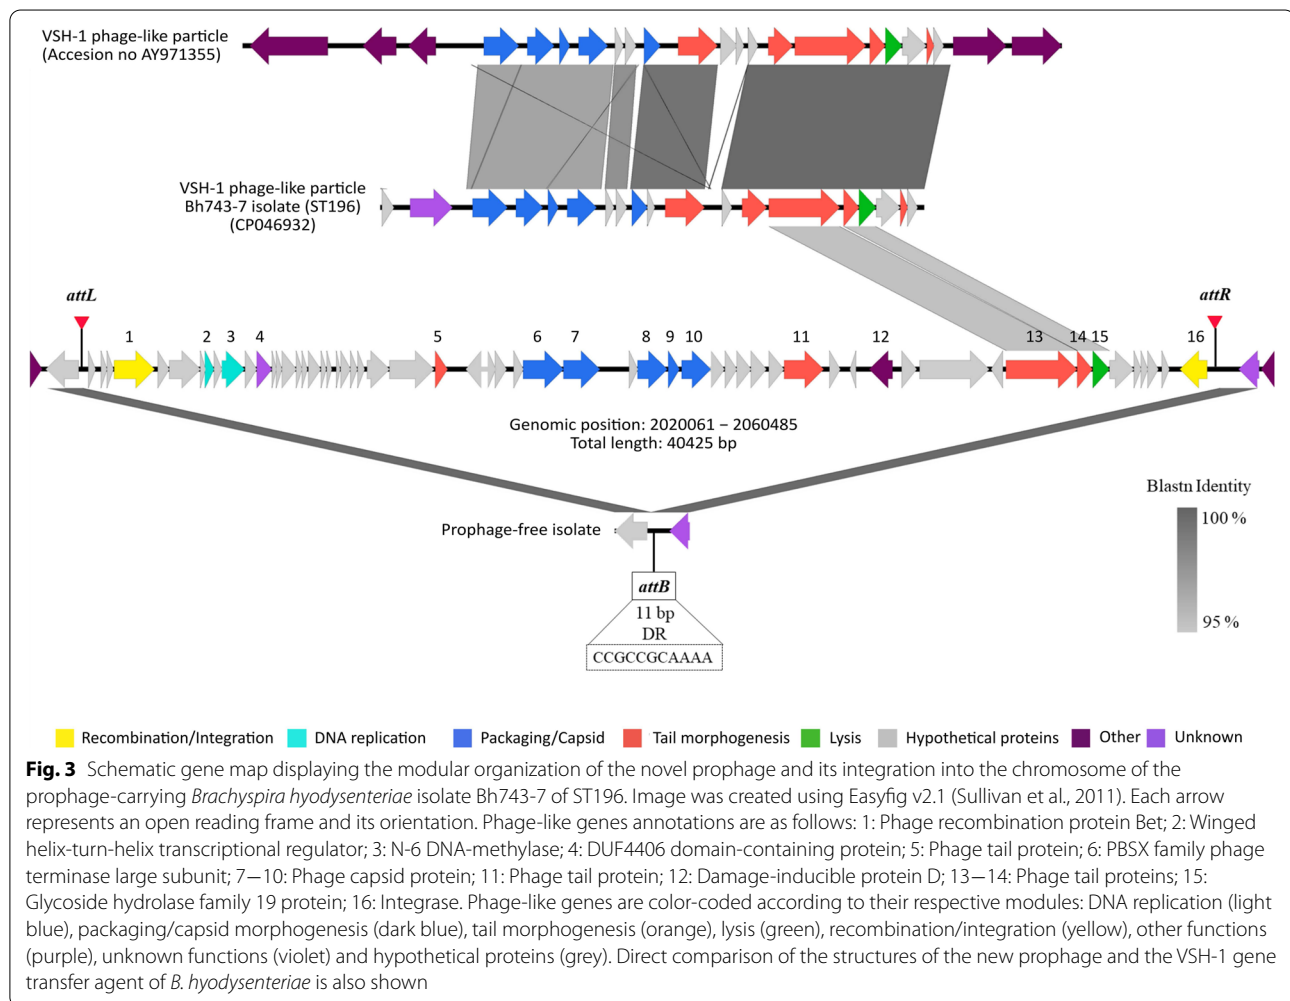 VSH-1 phage-like particle
(Accesion no AY971355)
VSH-1 phage-like particle
Bh743-7 isolate (ST196)
(CP046932)
attL
attR
1 2 3 4 5 6 7 8 9 10 11 12 13 14 15 16
Genomic position: 2020061 – 2060485
Total length: 40425 bp
Blastn Identity
100 %
95 %
Prophage-free isolate
attB
11 bp
DR
CCGCCGCAAAA
Recombination/Integration DNA replication Packaging/Capsid Tail morphogenesis Lysis Hypothetical proteins Other Unknown
Fig. 3 Schematic gene map displaying the modular organization of the novel prophage and its integration into the chromosome of the
prophage-carrying Brachyspira hyodysenteriae isolate Bh743-7 of ST196. Image was created using Easyfig v2.1 (Sullivan et al., 2011). Each arrow
represents an open reading frame and its orientation. Phage-like genes annotations are as follows: 1: Phage recombination protein Bet; 2: Winged
helix-turn-helix transcriptional regulator; 3: N-6 DNA-methylase; 4: DUF4406 domain-containing protein; 5: Phage tail protein; 6: PBSX family phage
terminase large subunit; 7—10: Phage capsid protein; 11: Phage tail protein; 12: Damage-inducible protein D; 13—14: Phage tail proteins; 15:
Glycoside hydrolase family 19 protein; 16: Integrase. Phage-like genes are color-coded according to their respective modules: DNA replication (light
blue), packaging/capsid morphogenesis (dark blue), tail morphogenesis (orange), lysis (green), recombination/integration (yellow), other functions
(purple), unknown functions (violet) and hypothetical proteins (grey). Direct comparison of the structures of the new prophage and the VSH-1 gene
transfer agent of B. hyodysenteriae is also shown